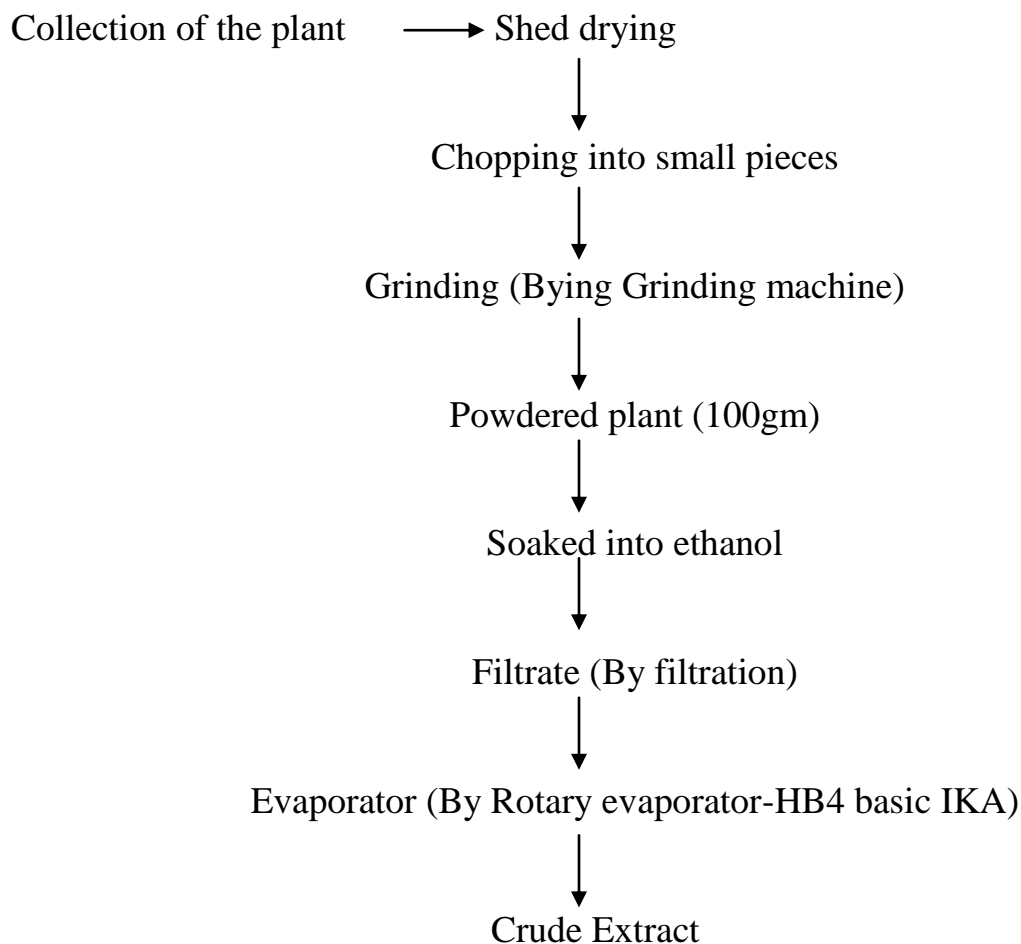 Collection of the plant Shed drying
Chopping into small pieces
Grinding (Bying Grinding machine)
Powdered plant (100gm)
Soaked into ethanol
Filtrate (By filtration)
Evaporator (By Rotary evaporator-HB4 basic IKA)
Crude Extract